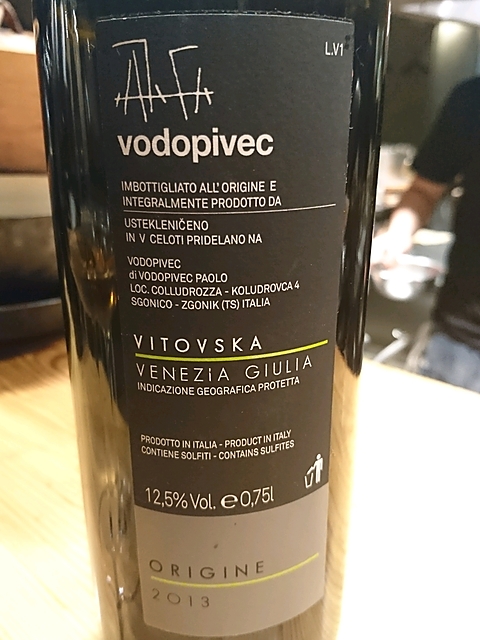 L.V1
vodopivec
IMBOTTIGLIATO ALL'ORIGINE E
INTEGRALMENTE PRODOTTO DA
USTEKLENIČENO
IN V CELOTI PRIDELANO NA
VODOPIVEC
di VODOPIVEC PAOLO
LOC. COLLUDROZZA - KOLUDROVCA 4
SGONICO - ZGONIK (TS) ITALIA
VITOVSKA
VENEZIA GIULIA
INDICAZIONE GEOGRAFICA PROTETTA
PRODOTTO IN ITALIA - PRODUCT IN ITALY
CONTIENE SOLFITI - CONTAINS SULFITES
12,5% Vol. ℮ 0,75l
ORIGINE
2013